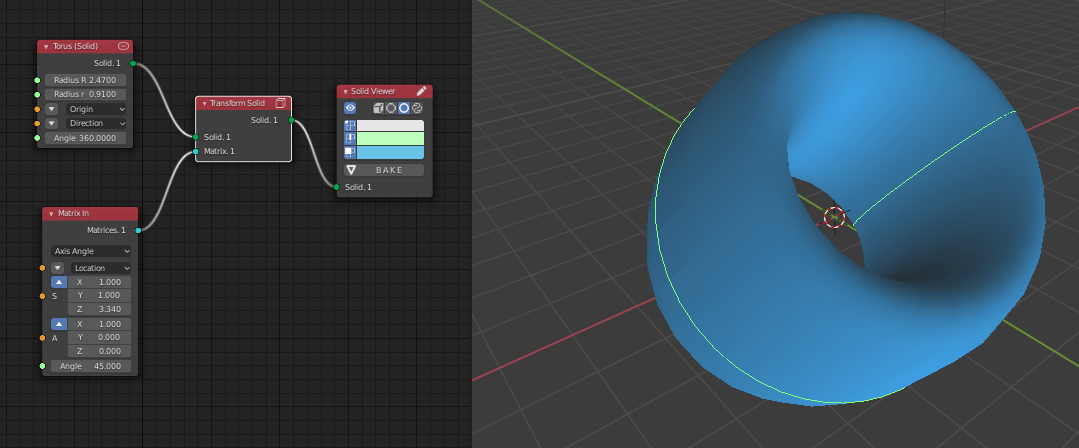 Torus (Solid)
Solid. 1
Radius R 2.4700
Radius r 0.9100
Origin
Direction
Angle 360.0000
Transform Solid
Solid. 1
Solid. 1
Matrix. 1
Solid Viewer
BAKE
Solid. 1
Matrix In
Matrices. 1
Axis Angle
Location
X 1.000
S Y 1.000
Z 3.340
X 1.000
A Y 0.000
Z 0.000
Angle 45.000